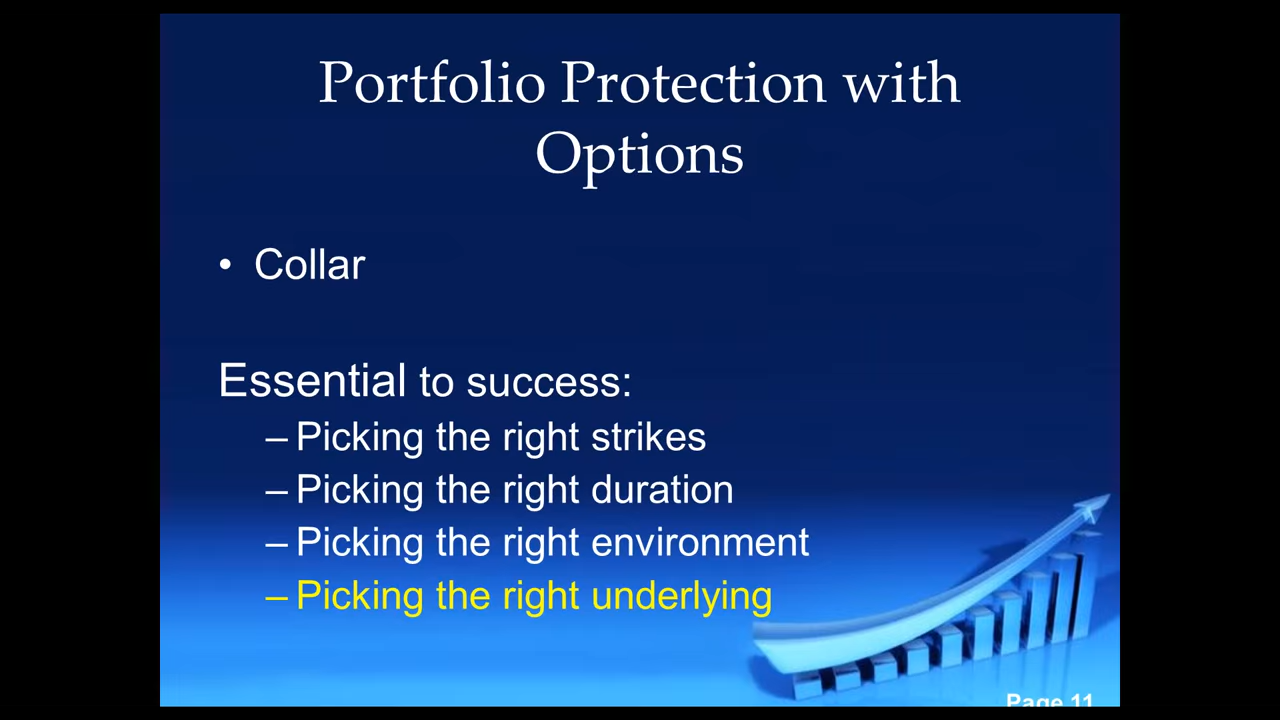 Portfolio Protection with
Options
• Collar
Essential to success:
– Picking the right strikes
– Picking the right duration
– Picking the right environment
– Picking the right underlying
Page 11